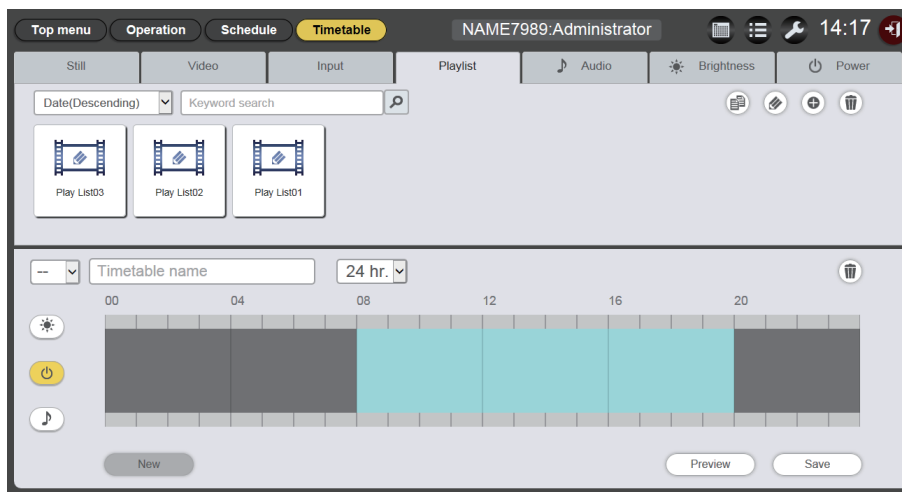 Top menu Operation Schedule Timetable NAME7989:Administrator 14:17
Still Video Input Playlist Audio Brightness Power
Date(Descending) Keyword search
Play List03 Play List02 Play List01
-- Timetable name 24 hr.
00 04 08 12 16 20
New Preview Save